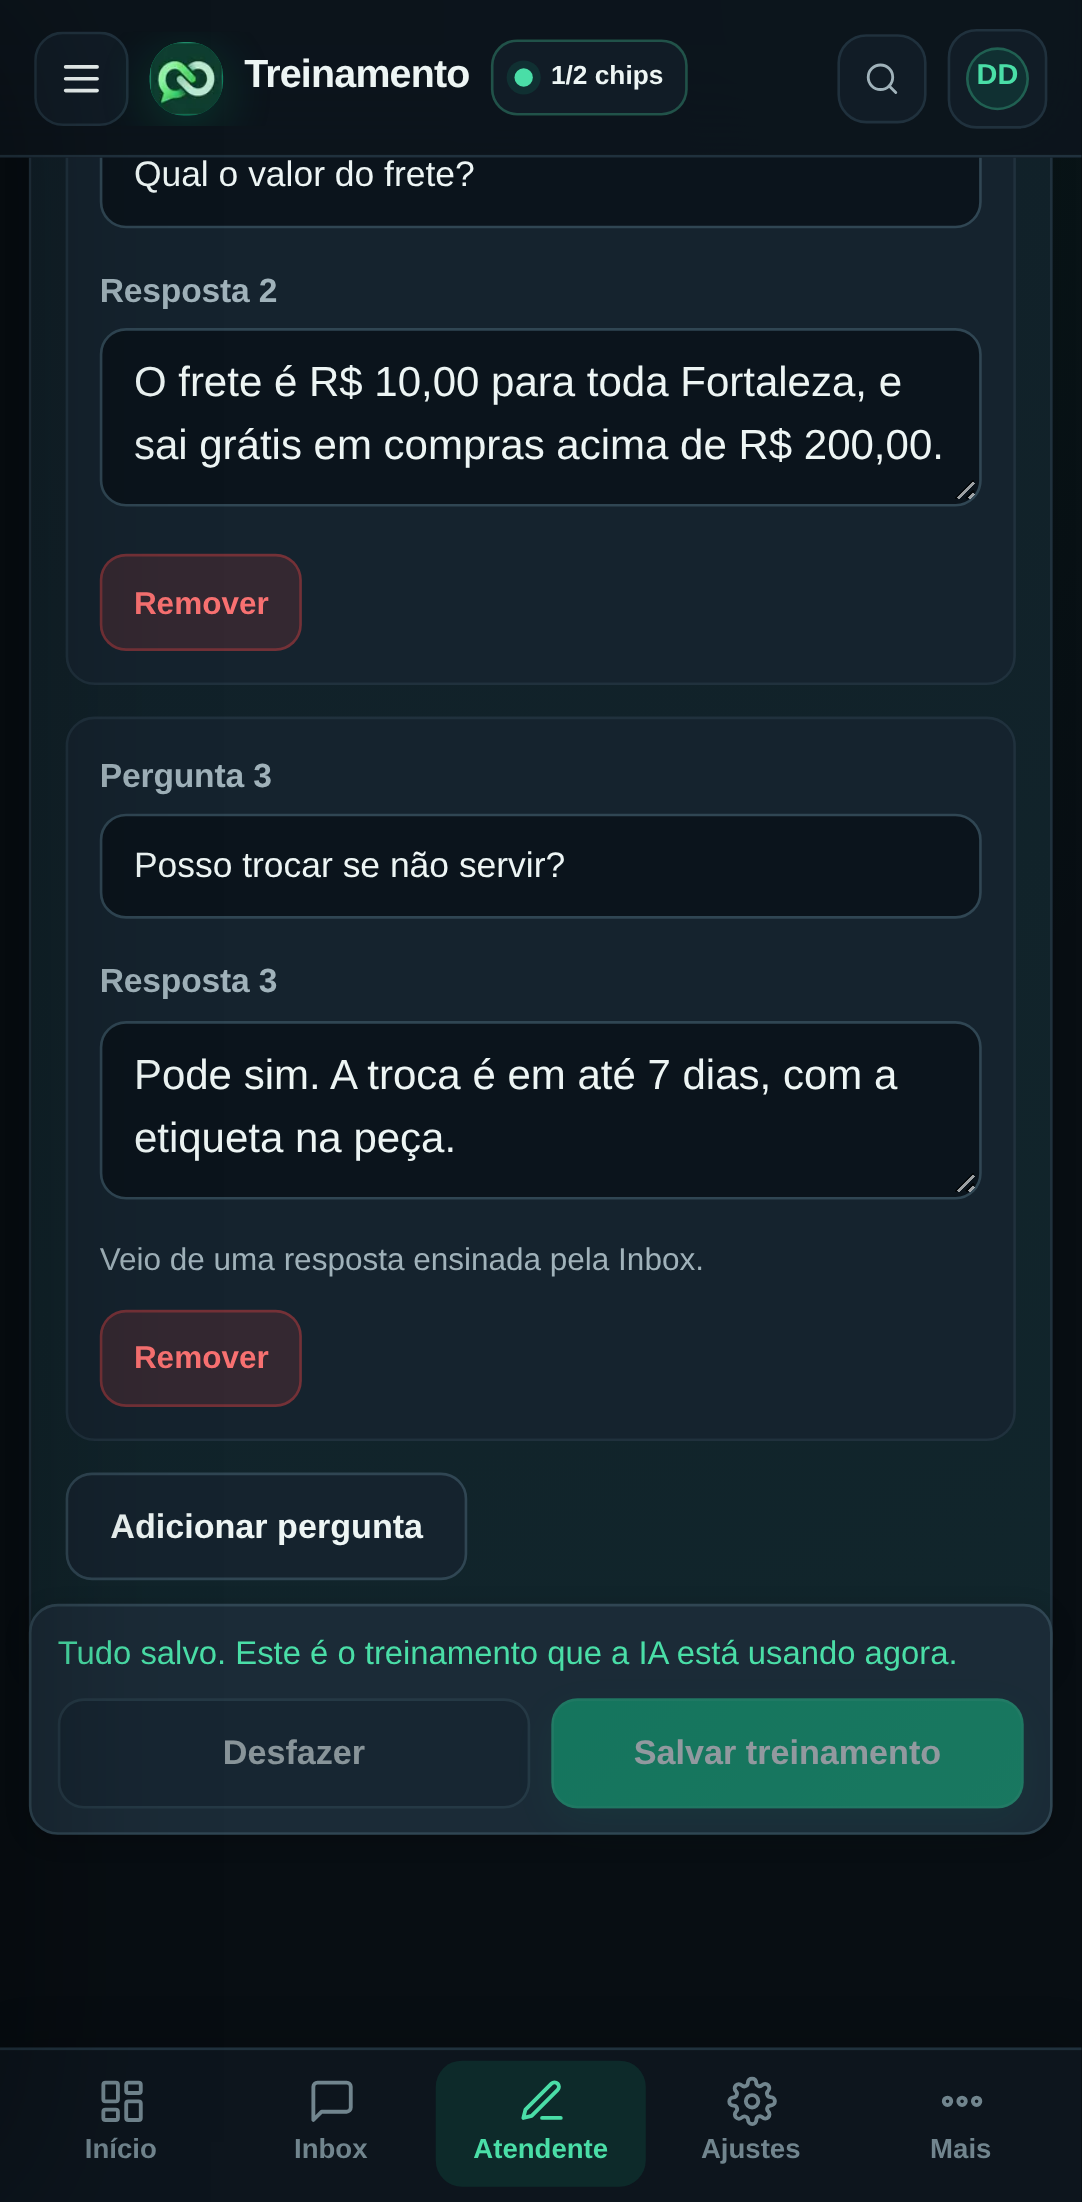 Treinamento
1/2 chips
DD
Qual o valor do frete?
Resposta 2
O frete é R$ 10,00 para toda Fortaleza, e
sai grátis em compras acima de R$ 200,00.
Remover
Pergunta 3
Posso trocar se não servir?
Resposta 3
Pode sim. A troca é em até 7 dias, com a
etiqueta na peça.
Veio de uma resposta ensinada pela Inbox.
Remover
Adicionar pergunta
Tudo salvo. Este é o treinamento que a IA está usando agora.
Desfazer
Salvar treinamento
Início
Inbox
Atendente
Ajustes
Mais